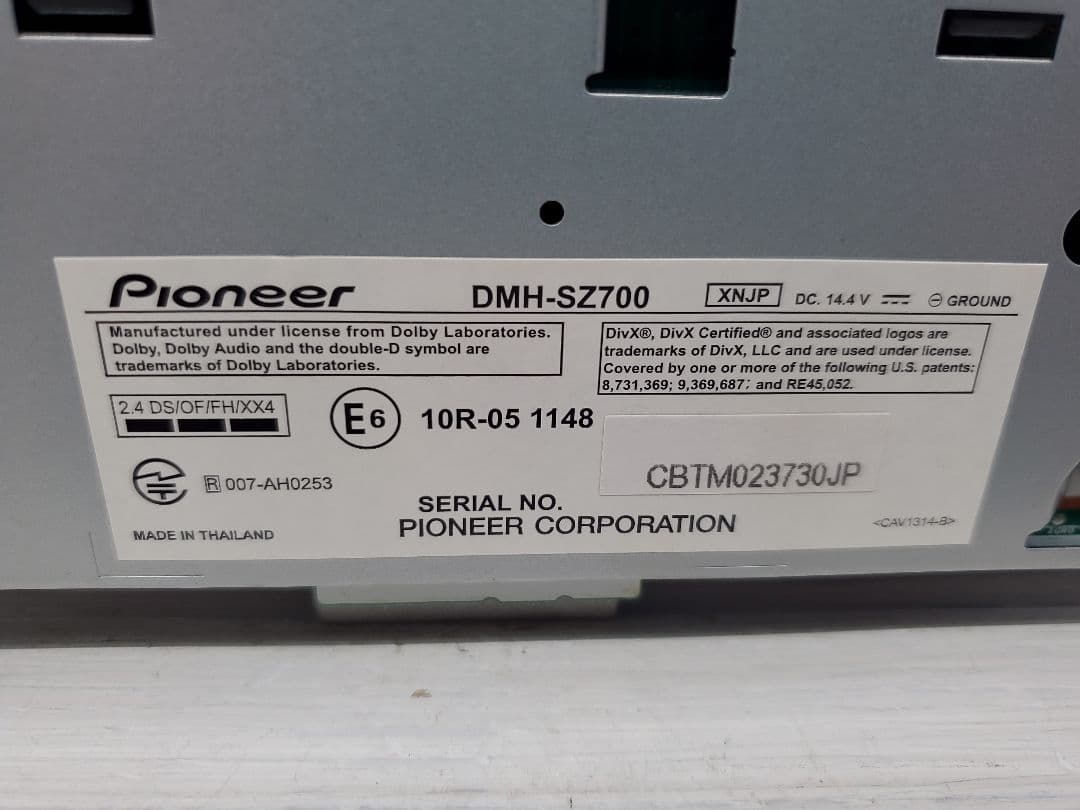 Pioneer
DMH-SZ700
XNJP
DC. 14.4 V
GROUND
Manufactured under license from Dolby Laboratories.
Dolby, Dolby Audio and the double-D symbol are
trademarks of Dolby Laboratories.
DivX®, DivX Certified® and associated logos are
trademarks of DivX, LLC and are used under license.
Covered by one or more of the following U.S. patents:
8,731,369; 9,369,687; and RE45,052.
2.4 DS/OF/FH/XX4
E6
10R-05 1148
R 007-AH0253
CBTM023730JP
SERIAL NO.
PIONEER CORPORATION
MADE IN THAILAND
<CAV1314-B>